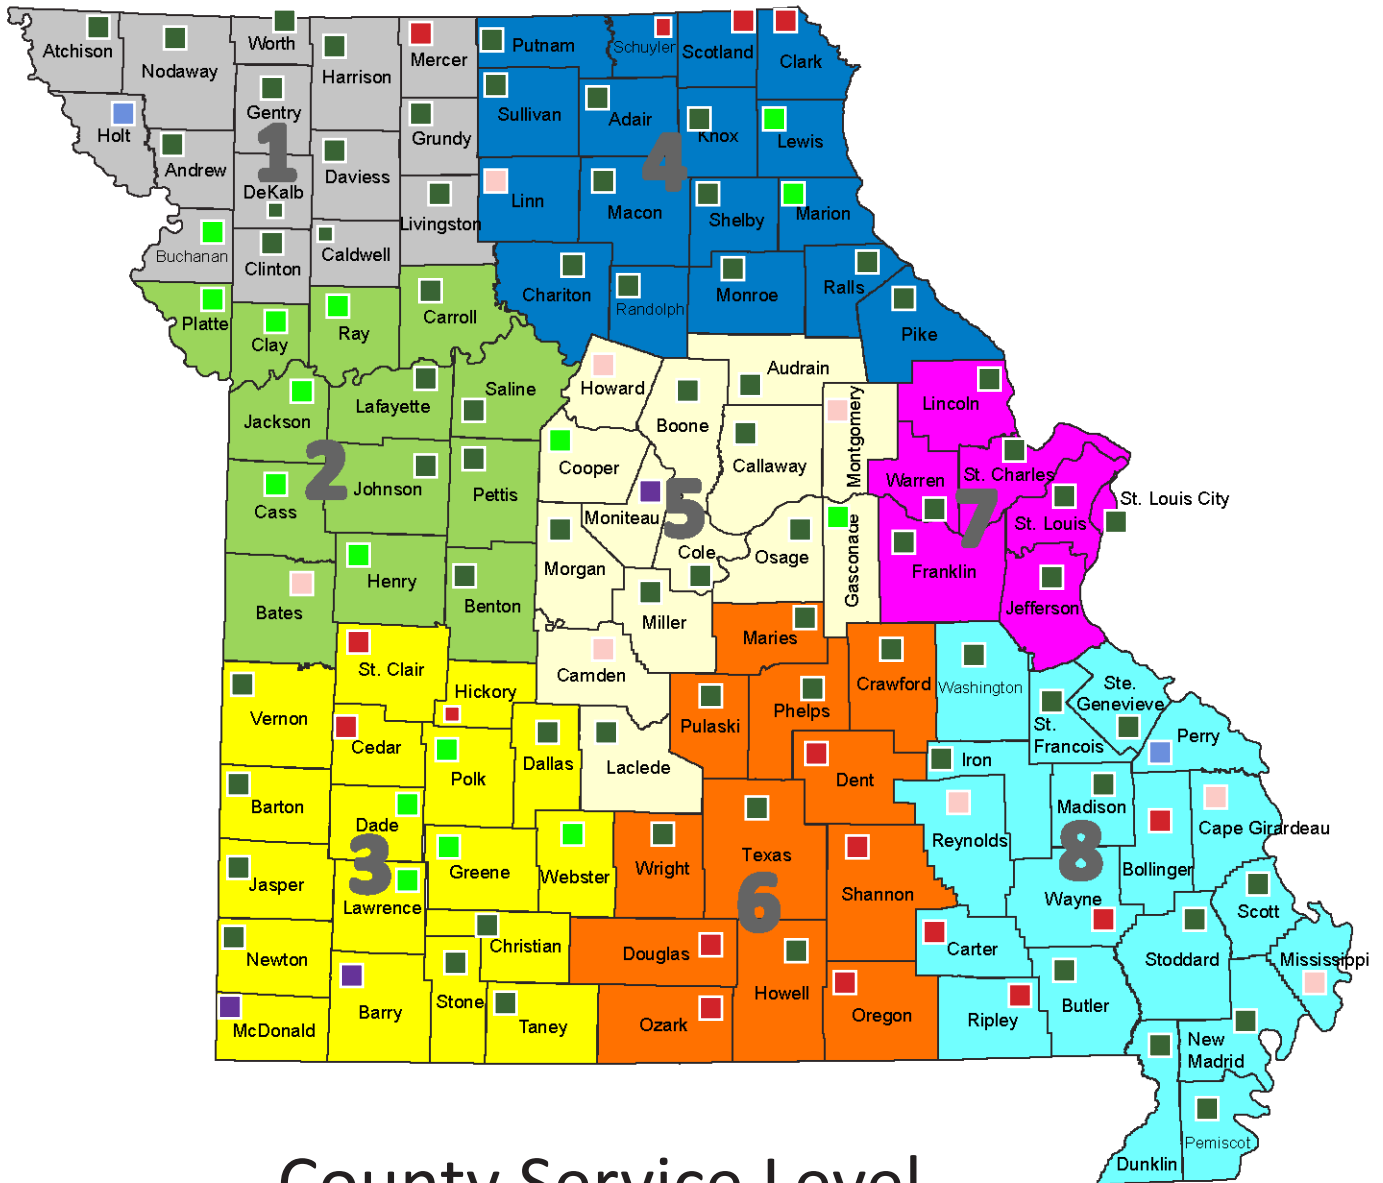 Atchison
Nodaway
Worth
Harrison
Mercer
Putnam
Schuyler
Scotland
Clark
Holt
Gentry
Andrew
1
DeKalb
Daviess
Grundy
Sullivan
Adair
Knox
Lewis
4
Livingston
Linn
Macon
Shelby
Marion
Buchanan
Clinton
Caldwell
Chariton
Randolph
Monroe
Ralls
Pike
Platte
Clay
Ray
Carroll
Jackson
Lafayette
Saline
Howard
Boone
Audrain
Montgomery
Lincoln
2
Cass
Johnson
Pettis
Cooper
Moniteau
5
Callaway
Warren
St. Charles
7
St. Louis
St. Louis City
Bates
Henry
Benton
Morgan
Cole
Osage
Gasconade
Franklin
Jefferson
Miller
Camden
Maries
St. Clair
Hickory
Vernon
Cedar
Polk
Dallas
Laclede
Pulaski
Phelps
Crawford
Washington
St.
Francois
Ste.
Genevieve
Perry
Barton
Dade
3
Greene
Webster
Wright
Texas
Dent
Iron
Reynolds
Madison
8
Bollinger
Cape Girardeau
Jasper
Lawrence
Shannon
6
Wayne
Scott
Newton
Christian
Douglas
Howell
Carter
Stoddard
Mississippi
McDonald
Barry
Stone
Taney
Ozark
Oregon
Ripley
Butler
New
Madrid
Pemiscot
Dunklin
County Service Level